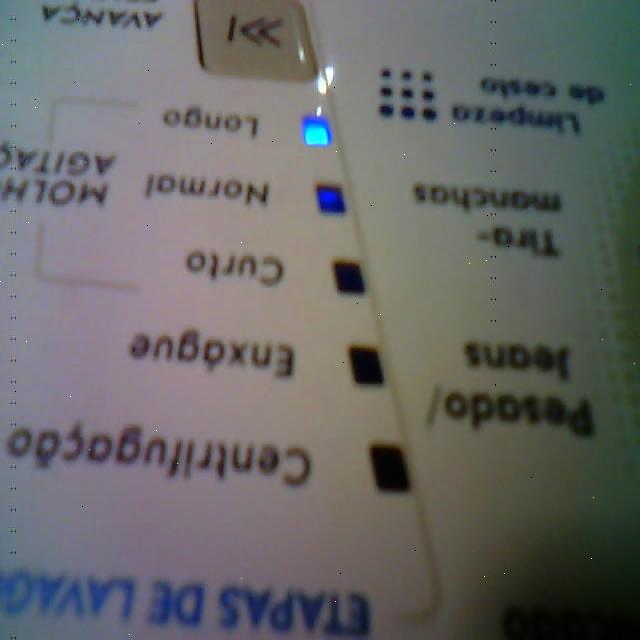 Pesado/
Jeans
Tira-
manchas
Limpeza
de cesto
ETAPAS DE LAVAG
Centrifugação
Enxágue
Curto
Normal
Longo
MOLH
AGITAÇ
AVANÇA